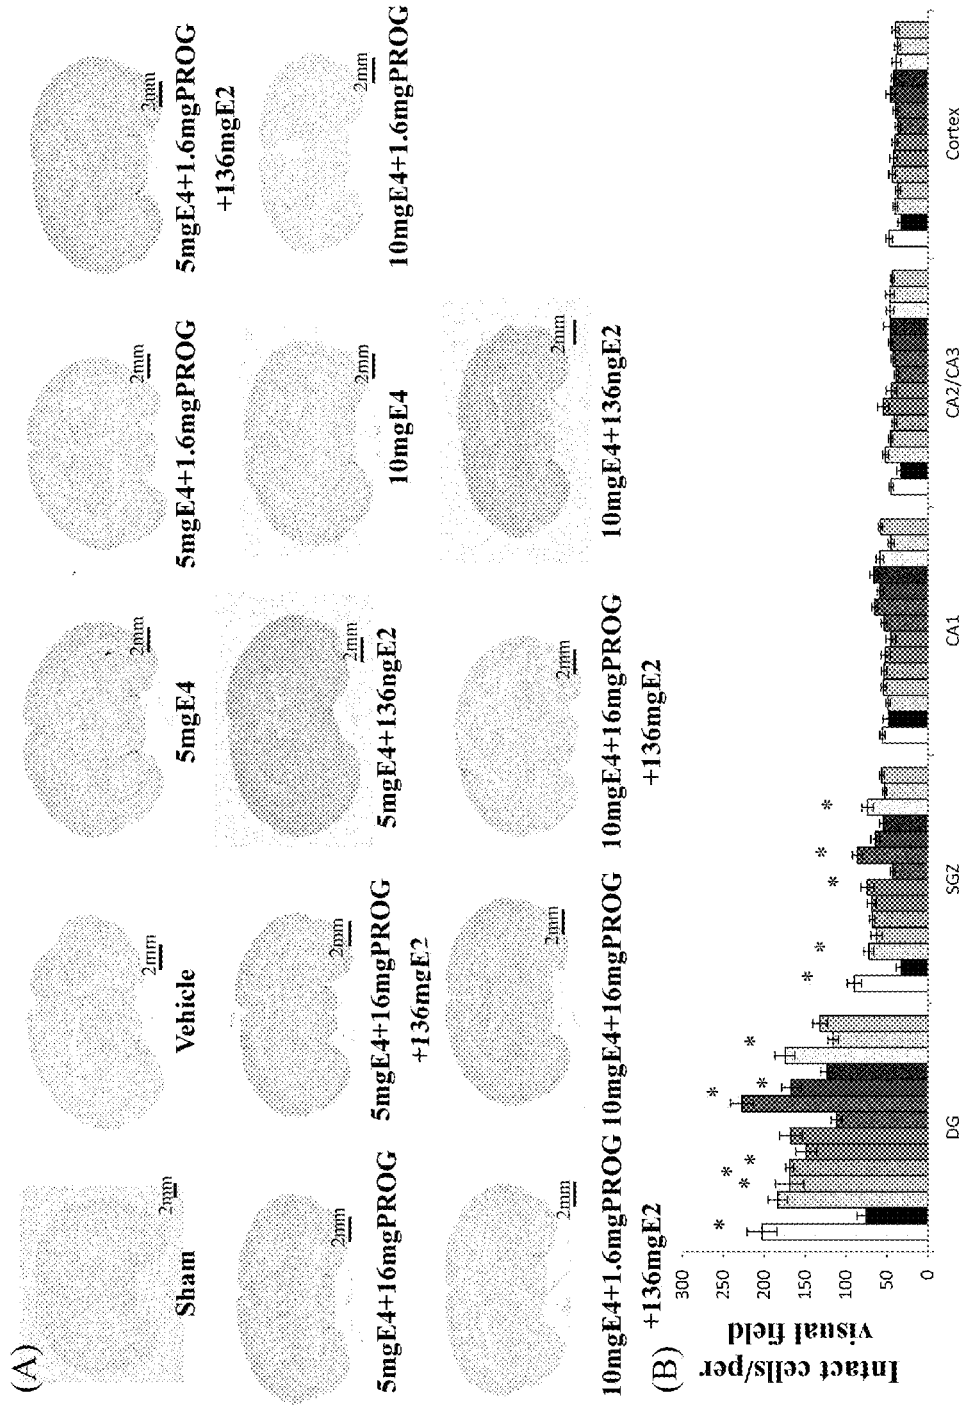 (A)
2mm
2mm
2mm
2mm
2mm
Sham
Vehicle
5mgE4
5mgE4+1.6mgPROG
5mgE4+1.6mgPROG
+136mgE2
2mm
2mm
2mm
2mm
2mm
5mgE4+16mgPROG
5mgE4+16mgPROG
+136mgE2
5mgE4+136ngE2
10mgE4
10mgE4+1.6mgPROG
2mm
2mm
2mm
2mm
10mgE4+1.6mgPROG
+136mgE2
10mgE4+16mgPROG
10mgE4+16mgPROG
+136mgE2
10mgE4+136ngE2
(B)
Intact cells/per
visual field
300
250
200
150
100
50
0
*
*
*
*
*
*
*
*
*
*
*
*
DG
SGZ
CA1
CA2/CA3
Cortex